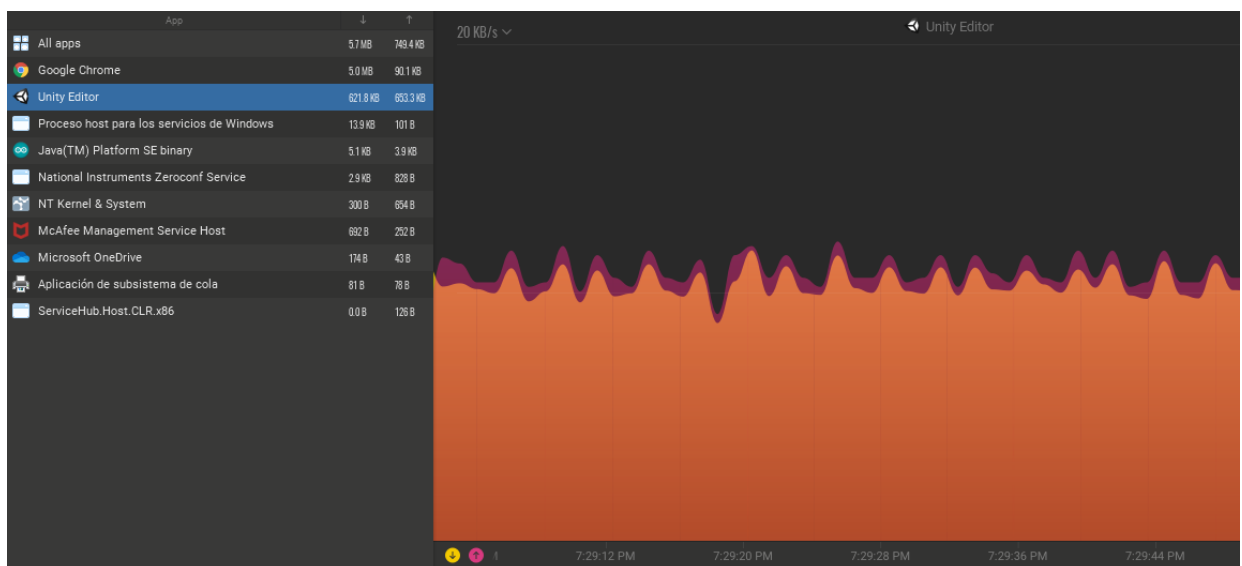 App ↓ ↑
All apps 5.7 MB 749.4 KB
Google Chrome 5.0 MB 90.1 KB
Unity Editor 621.8 KB 653.3 KB
Proceso host para los servicios de Windows 13.9 KB 101 B
Java(TM) Platform SE binary 5.1 KB 3.9 KB
National Instruments Zeroconf Service 2.9 KB 828 B
NT Kernel & System 300 B 654 B
McAfee Management Service Host 692 B 252 B
Microsoft OneDrive 174 B 43 B
Aplicación de subsistema de cola 81 B 78 B
ServiceHub.Host.CLR.x86 0.0 B 126 B
20 KB/s
Unity Editor
7:29:12 PM 7:29:20 PM 7:29:28 PM 7:29:36 PM 7:29:44 PM